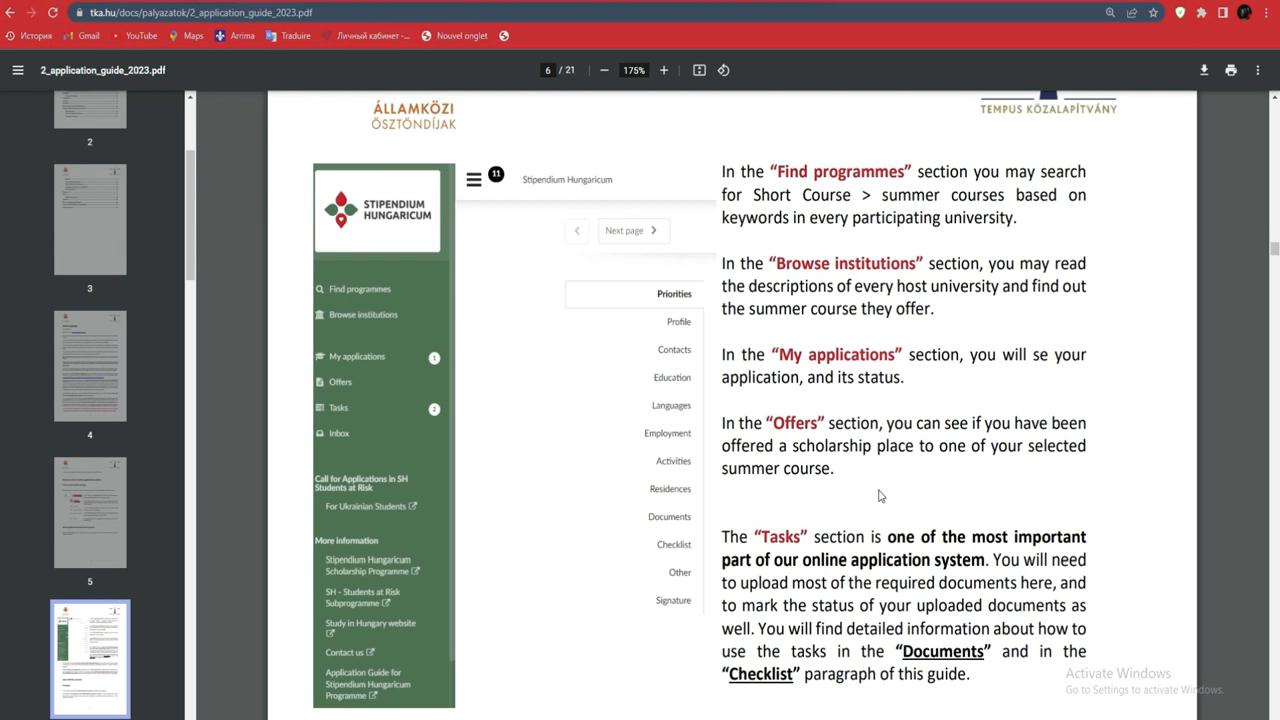 tka.hu/docs/palyazatok/2_application_guide_2023.pdf
История
Gmail
YouTube
Maps
Arrima
Traduire
Личный кабинет -...
Nouvel onglet
2_application_guide_2023.pdf
6 / 21
175%
2
3
4
5
ÁLLAMKÖZI
ÖSZTÖNDÍJAK
TEMPUS KÖZALAPÍTVÁNY
STIPENDIUM
HUNGARICUM
Find programmes
Browse institutions
My applications 1
Offers
Tasks 2
Inbox
Call for Applications in SH
Students at Risk
For Ukrainian Students
More information
Stipendium Hungaricum
Scholarship Programme
SH - Students at Risk
Subprogramme
Study in Hungary website
Contact us
Application Guide for
Stipendium Hungaricum
Programme
11
Stipendium Hungaricum
Next page
Priorities
Profile
Contacts
Education
Languages
Employment
Activities
Residences
Documents
Checklist
Other
Signature
In the “Find programmes” section you may search
for Short Course > summer courses based on
keywords in every participating university.
In the “Browse institutions” section, you may read
the descriptions of every host university and find out
the summer course they offer.
In the “My applications” section, you will se your
application, and its status.
In the “Offers” section, you can see if you have been
offered a scholarship place to one of your selected
summer course.
The “Tasks” section is one of the most important
part of our online application system. You will need
to upload most of the required documents here, and
to mark the status of your uploaded documents as
well. You will find detailed information about how to
use the tasks in the “Documents” and in the
“Checklist” paragraph of this guide.
Activate Windows
Go to Settings to activate Windows.